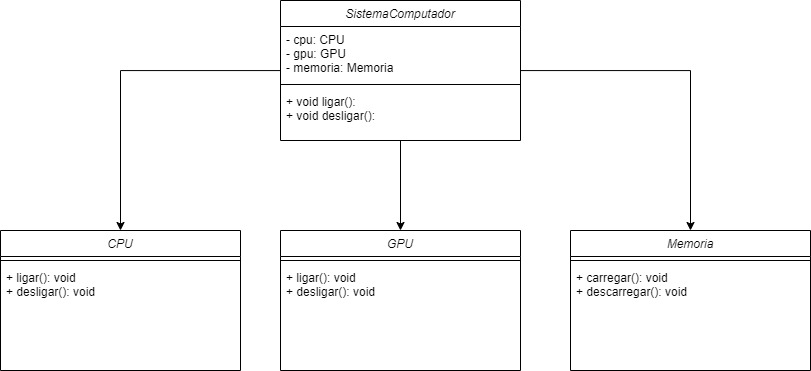 SistemaComputador
- cpu: CPU
- gpu: GPU
- memoria: Memoria
+ void ligar():
+ void desligar():
CPU
+ ligar(): void
+ desligar(): void
GPU
+ ligar(): void
+ desligar(): void
Memoria
+ carregar(): void
+ descarregar(): void